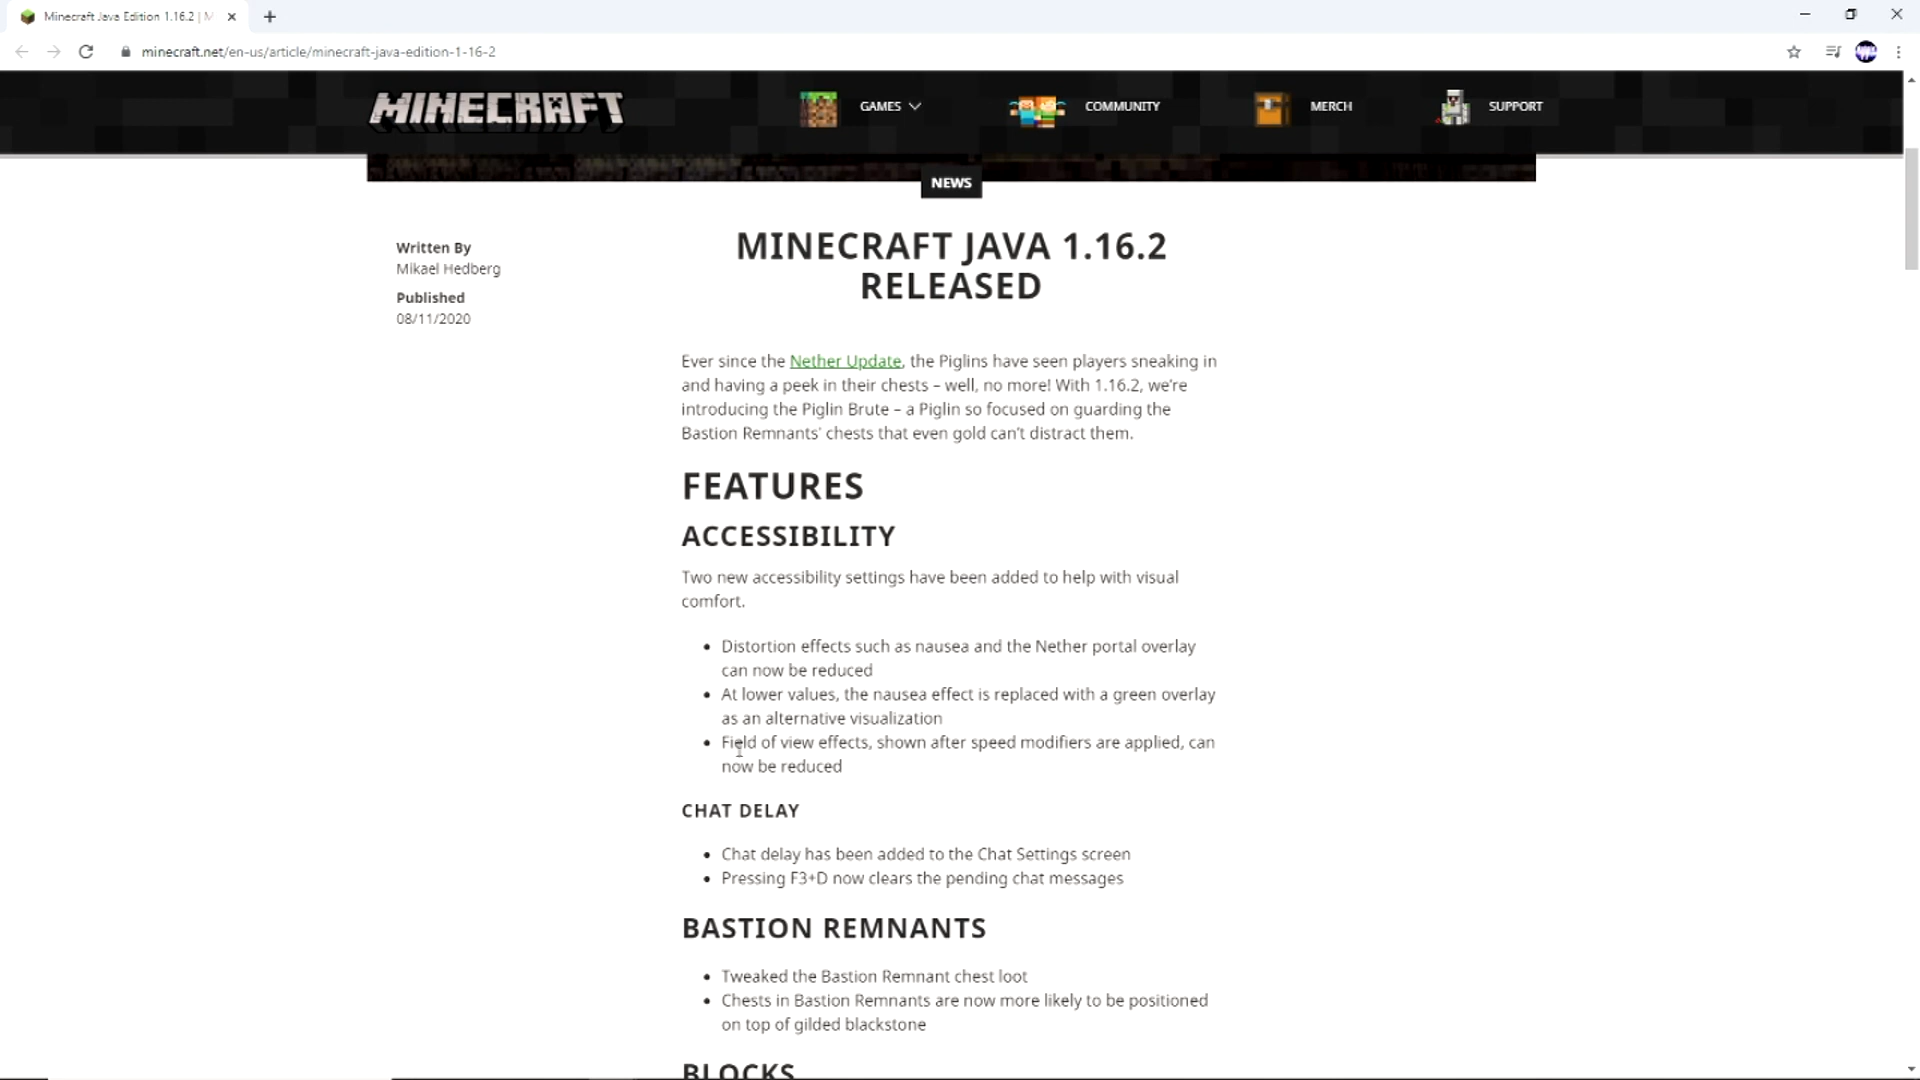 Minecraft Java Edition 1.16.2 | M
minecraft.net/en-us/article/minecraft-java-edition-1-16-2
MINECRAFT
GAMES
COMMUNITY
MERCH
SUPPORT
NEWS
Written By
Mikael Hedberg
Published
08/11/2020
MINECRAFT JAVA 1.16.2
RELEASED
Ever since the Nether Update, the Piglins have seen players sneaking in
and having a peek in their chests – well, no more! With 1.16.2, we’re
introducing the Piglin Brute – a Piglin so focused on guarding the
Bastion Remnants’ chests that even gold can’t distract them.
FEATURES
ACCESSIBILITY
Two new accessibility settings have been added to help with visual
comfort.
• Distortion effects such as nausea and the Nether portal overlay
can now be reduced
• At lower values, the nausea effect is replaced with a green overlay
as an alternative visualization
• Field of view effects, shown after speed modifiers are applied, can
now be reduced
CHAT DELAY
• Chat delay has been added to the Chat Settings screen
• Pressing F3+D now clears the pending chat messages
BASTION REMNANTS
• Tweaked the Bastion Remnant chest loot
• Chests in Bastion Remnants are now more likely to be positioned
on top of gilded blackstone
BLOCKS